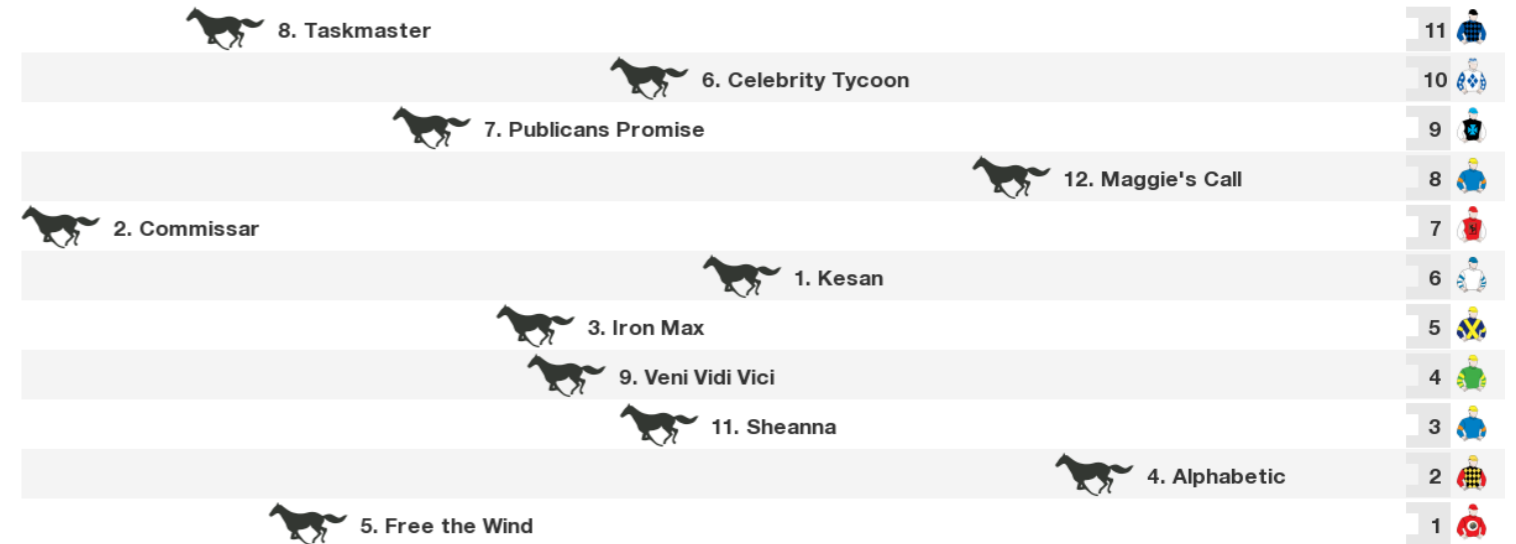 8. Taskmaster 11
6. Celebrity Tycoon 10
7. Publicans Promise 9
12. Maggie's Call 8
2. Commissar 7
1. Kesan 6
3. Iron Max 5
9. Veni Vidi Vici 4
11. Sheanna 3
4. Alphabetic 2
5. Free the Wind 1